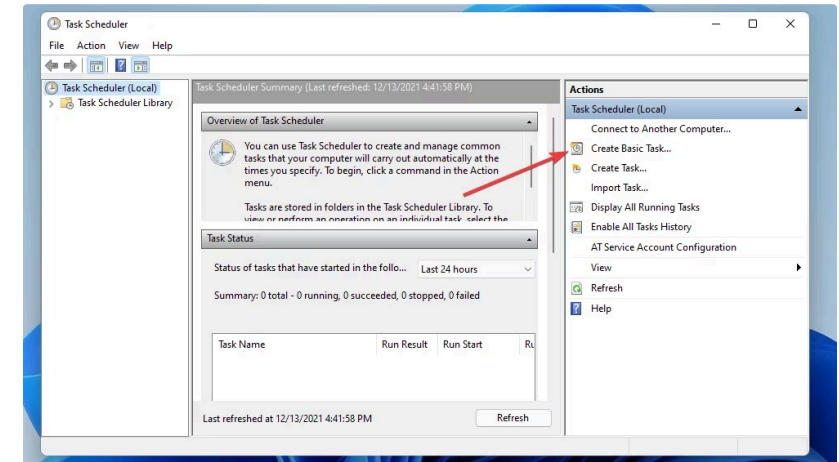 Task Scheduler
File Action View Help
Task Scheduler (Local)
Task Scheduler Library
Task Scheduler Summary (Last refreshed: 12/13/2021 4:41:58 PM)
Overview of Task Scheduler
You can use Task Scheduler to create and manage common
tasks that your computer will carry out automatically at the
times you specify. To begin, click a command in the Action
menu.
Tasks are stored in folders in the Task Scheduler Library. To
view or perform an operation on an individual task, select the
Task Status
Status of tasks that have started in the follo... Last 24 hours
Summary: 0 total - 0 running, 0 succeeded, 0 stopped, 0 failed
Task Name Run Result Run Start
Last refreshed at 12/13/2021 4:41:58 PM Refresh
Actions
Task Scheduler (Local)
Connect to Another Computer...
Create Basic Task...
Create Task...
Import Task...
Display All Running Tasks
Enable All Tasks History
AT Service Account Configuration
View
Refresh
Help